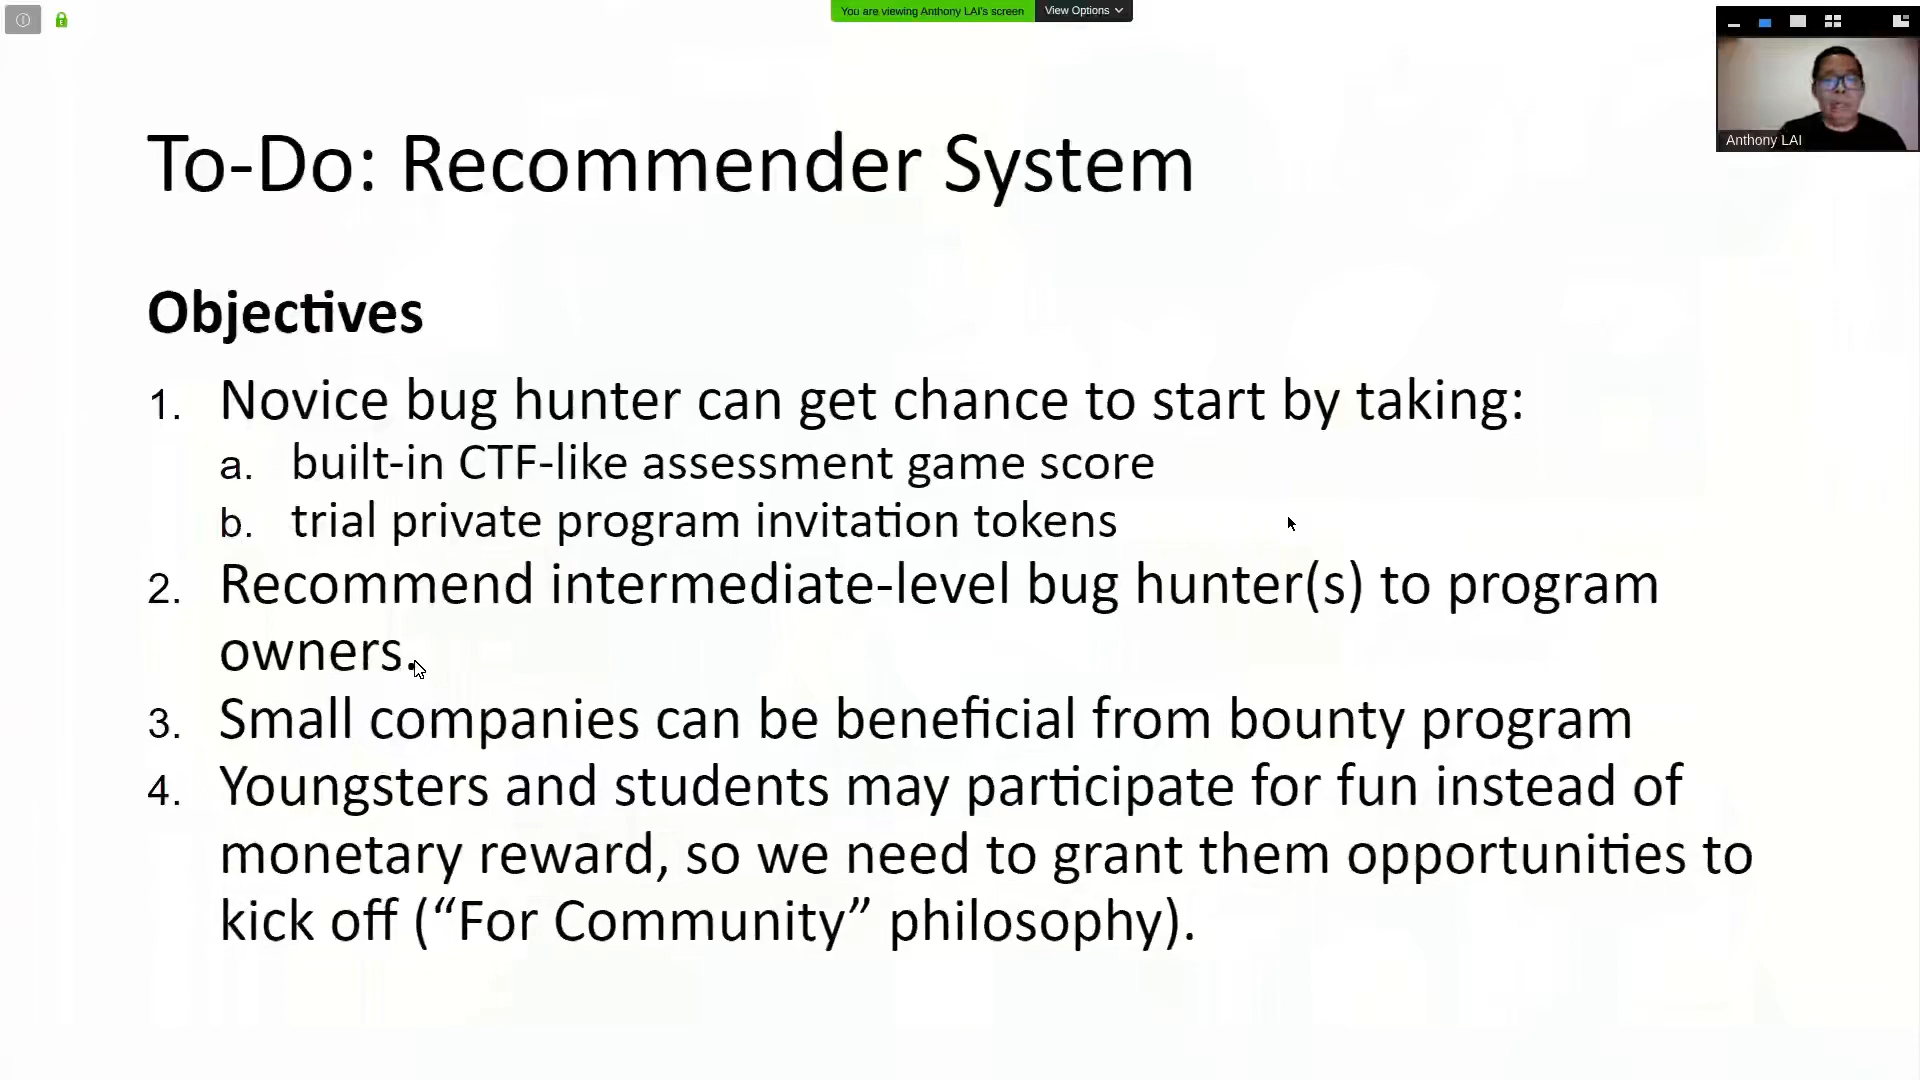 You are viewing Anthony LAI's screen View Options
Anthony LAI
To-Do: Recommender System
Objectives
1. Novice bug hunter can get chance to start by taking:
a. built-in CTF-like assessment game score
b. trial private program invitation tokens
2. Recommend intermediate-level bug hunter(s) to program
owners.
3. Small companies can be beneficial from bounty program
4. Youngsters and students may participate for fun instead of
monetary reward, so we need to grant them opportunities to
kick off (“For Community” philosophy).